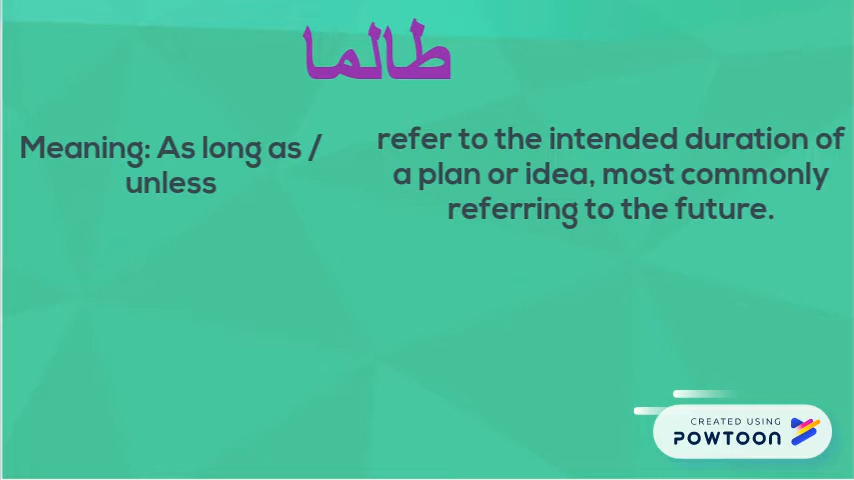 طالما
Meaning: As long as /
unless
refer to the intended duration of
a plan or idea, most commonly
referring to the future.
CREATED USING
POWTOON